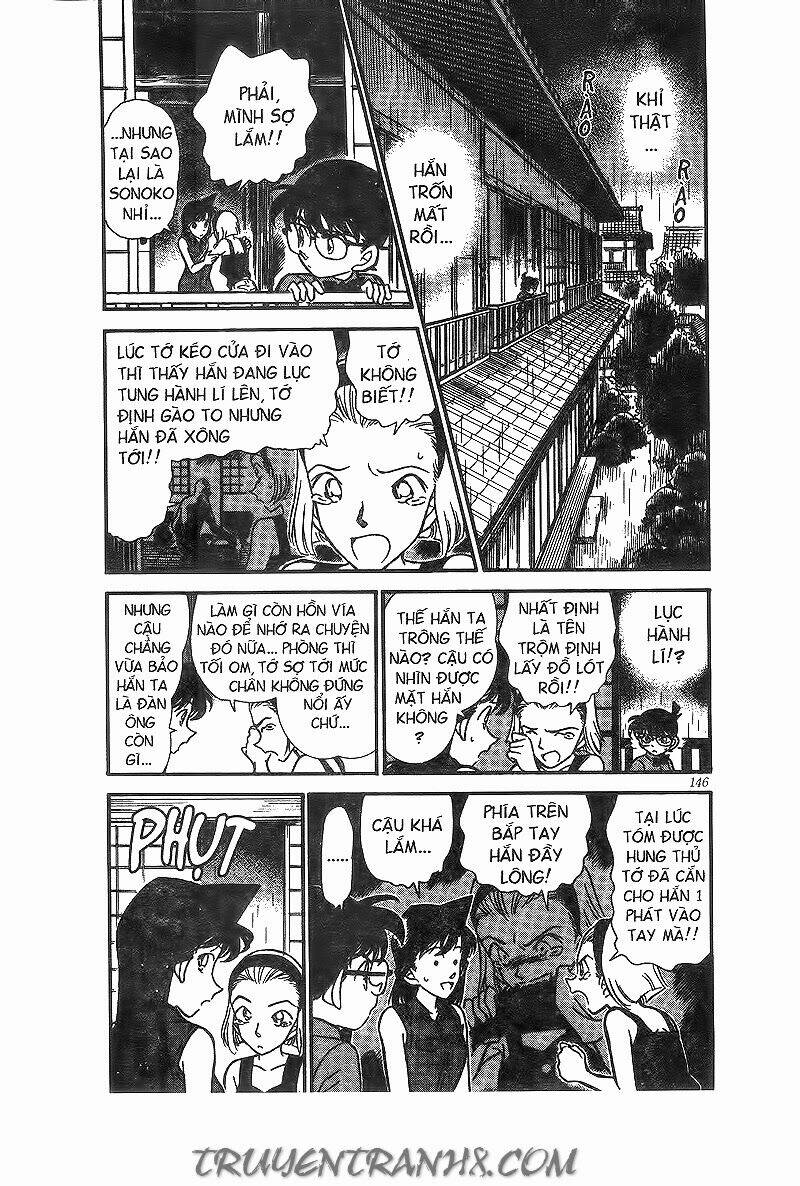 KHỈ
THẬT
...
RÀO
RÀO
HẮN
TRỐN
MẤT
RỒI...
PHẢI,
MÌNH SỢ
LẮM!!
...NHƯNG
TẠI SAO
LẠI LÀ
SONOKO
NHỈ...
TỚ
KHÔNG
BIẾT!!
LÚC TỚ KÉO CỬA ĐI VÀO
THÌ THẤY HẮN ĐANG LỤC
TUNG HÀNH LÍ LÊN, TỚ
ĐỊNH GÀO TO NHƯNG
HẮN ĐÃ XÔNG
TỚI!!
LỤC
HÀNH
LÍ!?
NHẤT ĐỊNH
LÀ TÊN
TRỘM ĐỊNH
LẤY ĐỒ LÓT
RỒI!!
THẾ HẮN TA
TRÔNG THẾ
NÀO? CẬU CÓ
NHÌN ĐƯỢC
MẶT HẮN
KHÔNG
?
LÀM GÌ CÒN HỒN VÍA
NÀO ĐỂ NHỚ RA CHUYỆN
ĐÓ NỮA... PHÒNG THÌ
TỐI OM, TỚ SỢ TỚI MỨC
CHÂN KHÔNG ĐỨNG
NỔI ẤY
CHỨ...
NHƯNG
CẬU
CHẲNG
VỪA BẢO
HẮN TA
LÀ ĐÀN
ÔNG
CÒN
GÌ...
146
TẠI LÚC
TÓM ĐƯỢC
HUNG THỦ
TỚ ĐÃ CẮN
CHO HẮN 1
PHÁT VÀO
TAY MÀ!!
PHÍA TRÊN
BẮP TAY
HẮN ĐẦY
LÔNG!
CẬU KHÁ
LẮM...
......
PHỤT
TRUYENTRANH8.COM